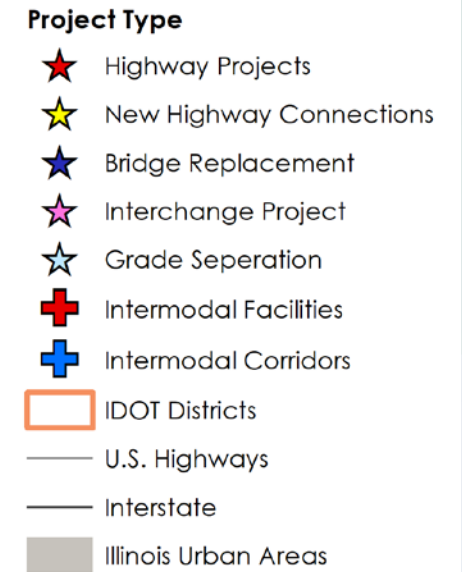 Project Type
Highway Projects
New Highway Connections
Bridge Replacement
Interchange Project
Grade Seperation
Intermodal Facilities
Intermodal Corridors
IDOT Districts
U.S. Highways
Interstate
Illinois Urban Areas